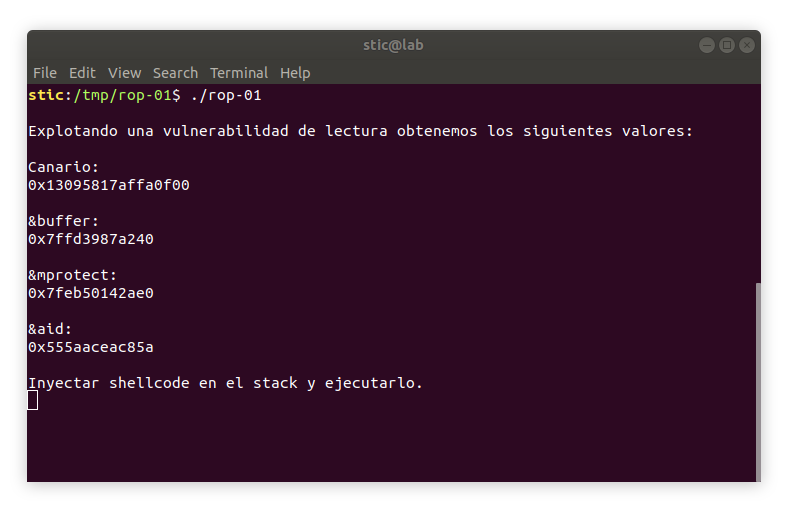 stic@lab
File Edit View Search Terminal Help
stic:/tmp/rop-01$ ./rop-01
Explotando una vulnerabilidad de lectura obtenemos los siguientes valores:
Canario:
0x13095817affa0f00
&buffer:
0x7ffd3987a240
&mprotect:
0x7feb50142ae0
&aid:
0x555aaceac85a
Inyectar shellcode en el stack y ejecutarlo.